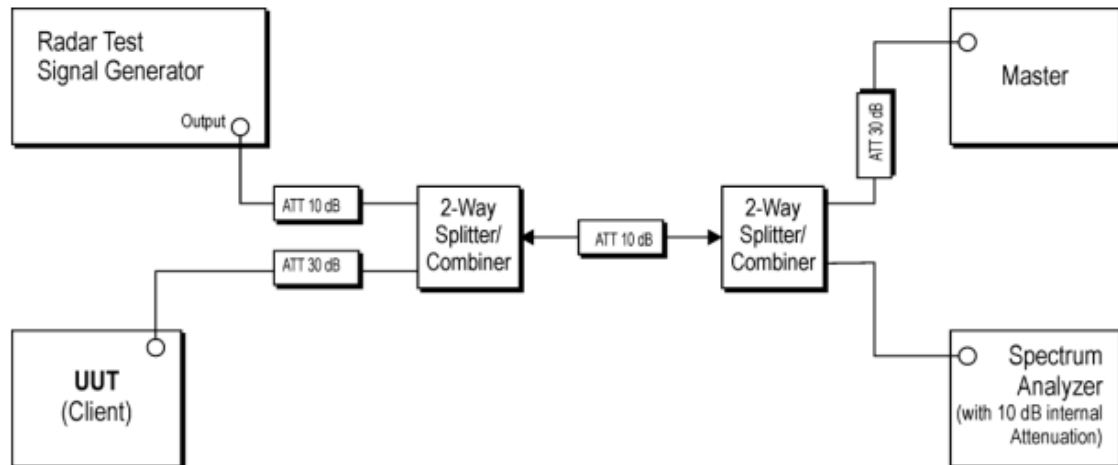 Radar Test
Signal Generator
Output
ATT 10 dB
ATT 30 dB
UUT
(Client)
2-Way
Splitter/
Combiner
ATT 10 dB
2-Way
Splitter/
Combiner
ATT 30 dB
Master
Spectrum
Analyzer
(with 10 dB internal
Attenuation)